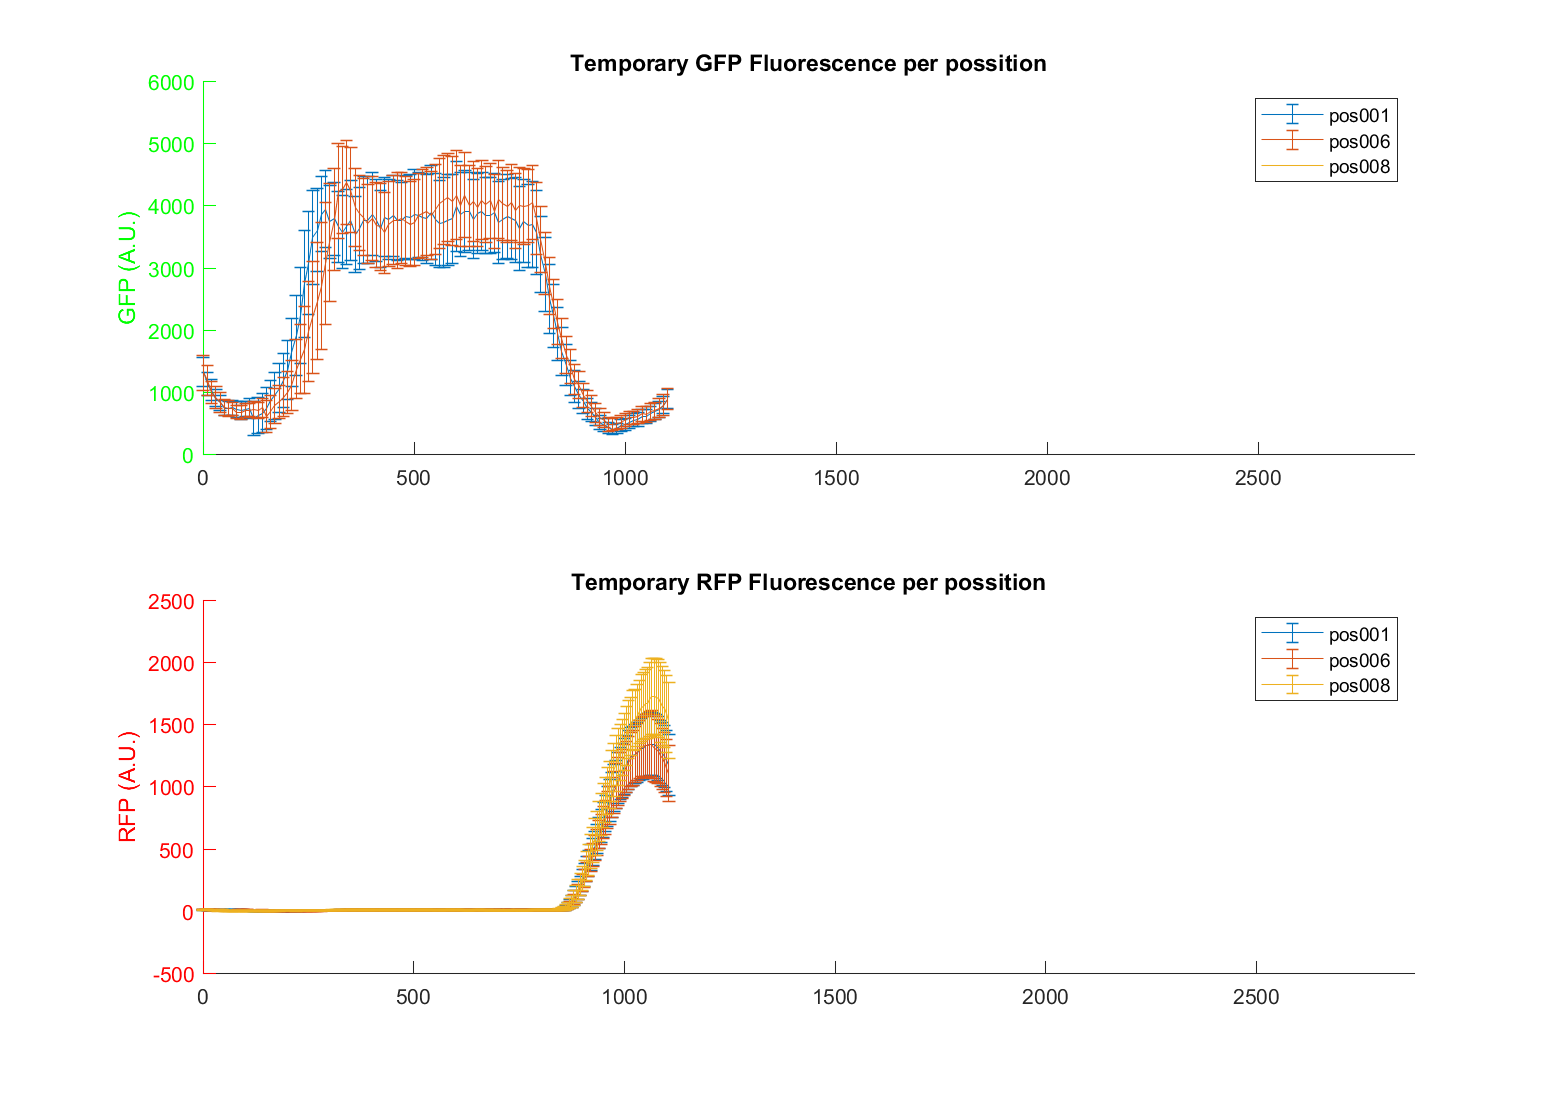 Temporary GFP Fluorescence per possition
6000
5000
4000
3000
2000
1000
0
GFP (A.U.)
0 500 1000 1500 2000 2500
pos001
pos006
pos008
Temporary RFP Fluorescence per possition
2500
2000
1500
1000
500
0
-500
RFP (A.U.)
0 500 1000 1500 2000 2500
pos001
pos006
pos008